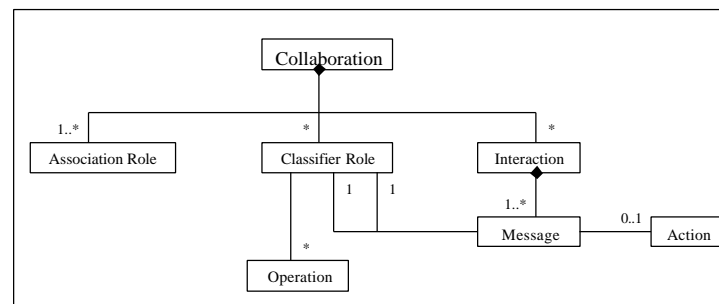 Collaboration
1..*
*
*
Association Role
Classifier Role
Interaction
1
1
1..*
0..1
Message
Action
*
Operation